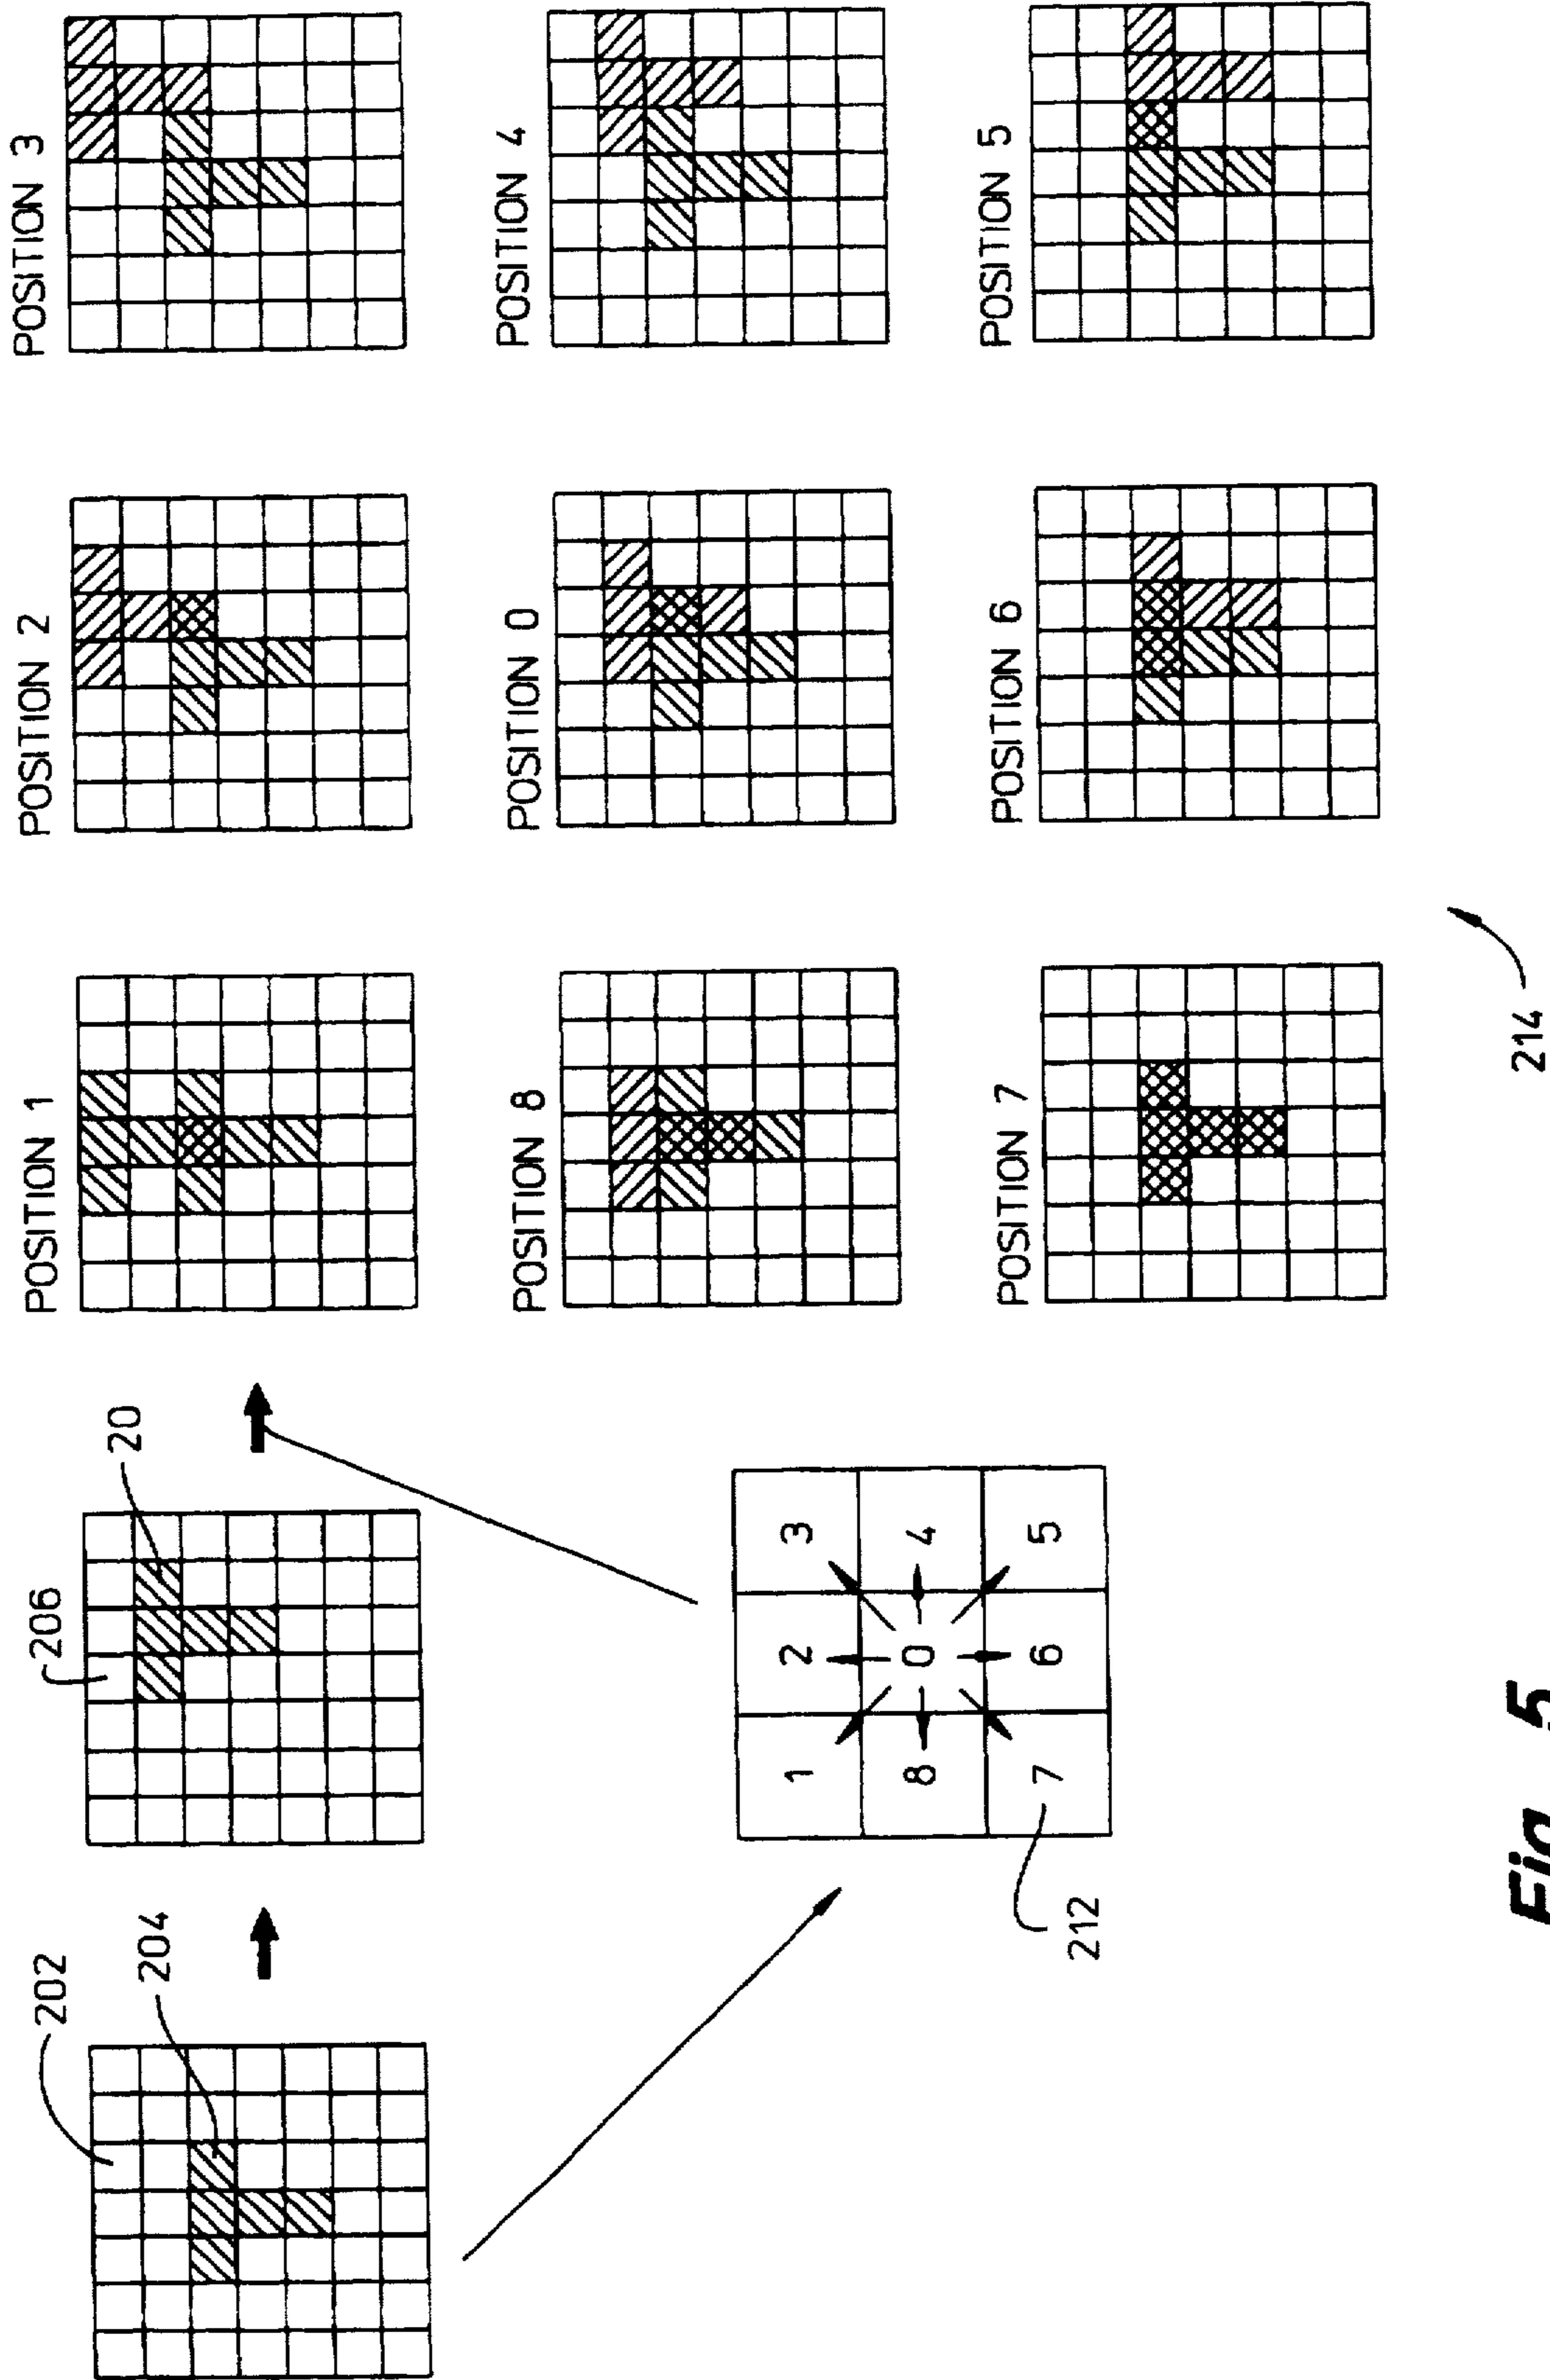 202
204
206
20
POSITION 1
POSITION 2
POSITION 3
POSITION 8
POSITION 0
POSITION 4
POSITION 7
POSITION 6
POSITION 5
1 2 3
8 0 4
7 6 5
212
214
Fig 5